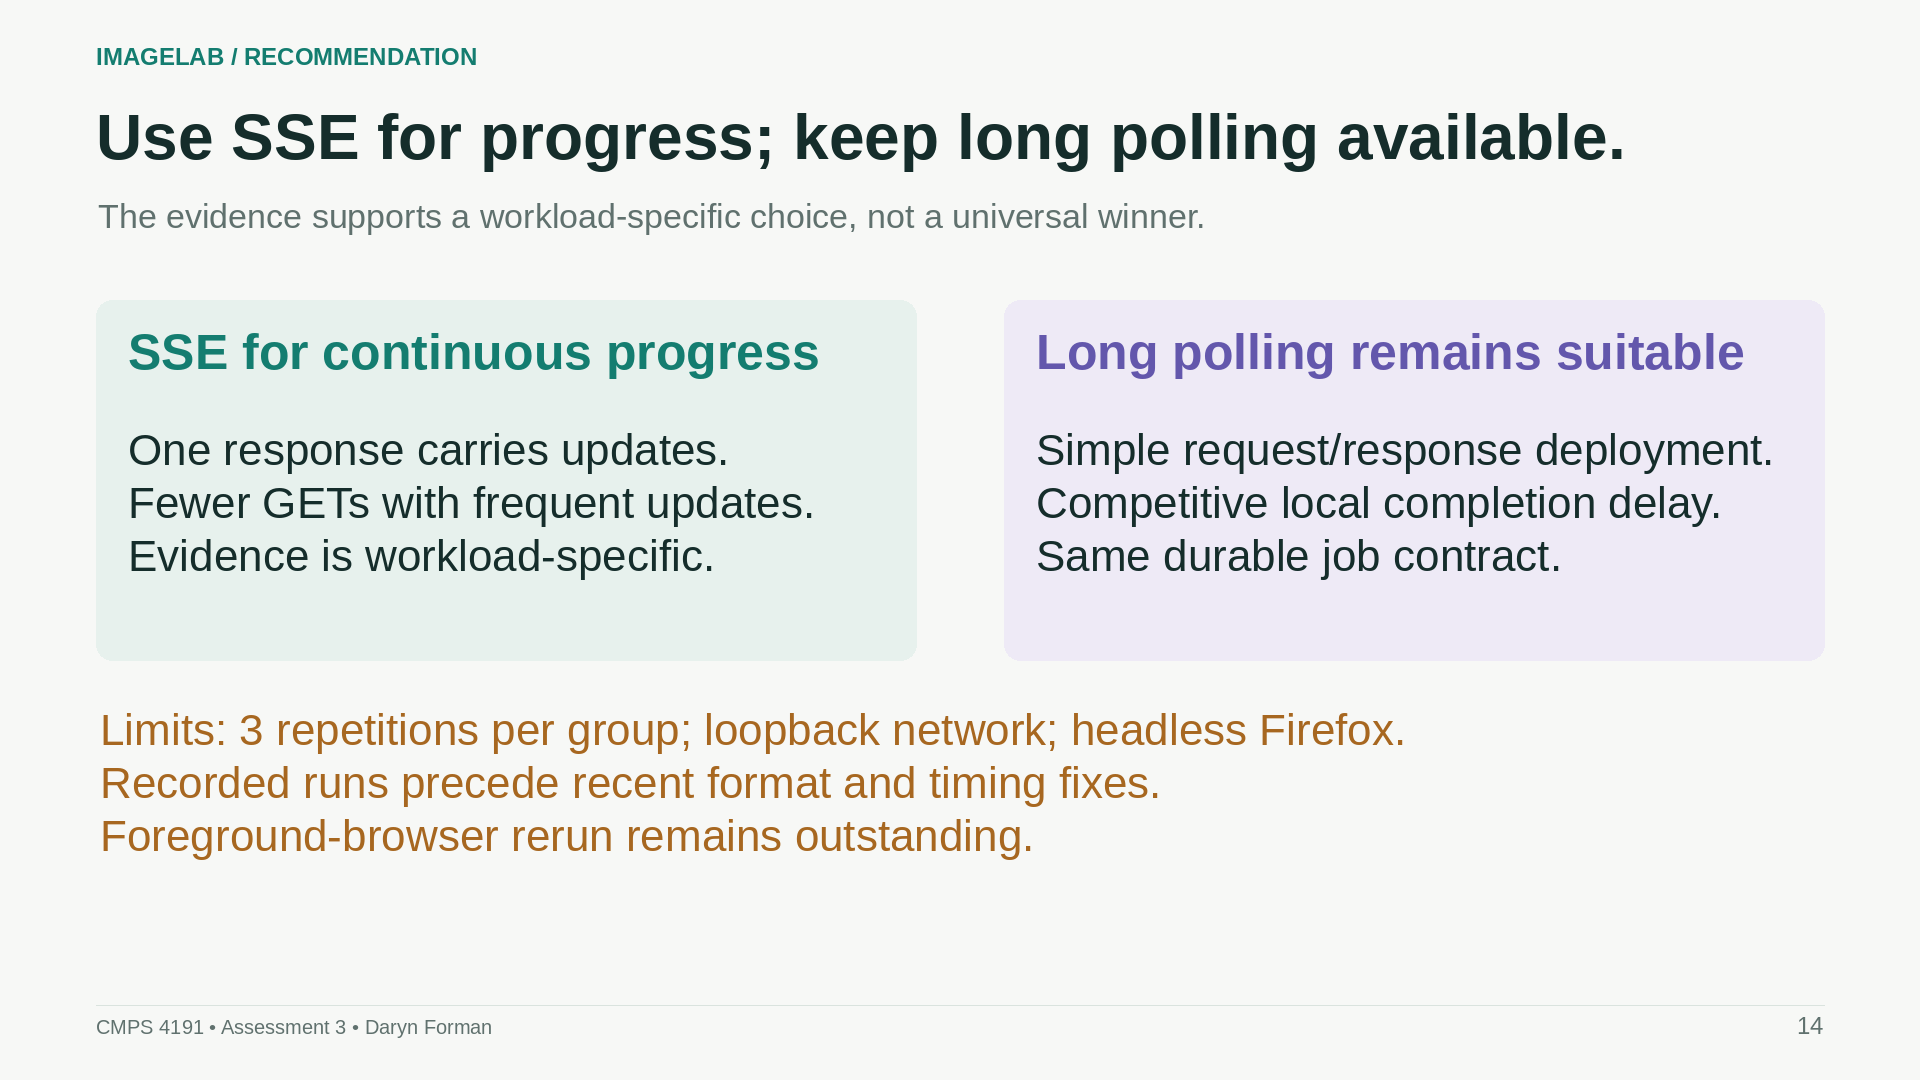 IMAGELAB / RECOMMENDATION
Use SSE for progress; keep long polling available.
The evidence supports a workload-specific choice, not a universal winner.
SSE for continuous progress
One response carries updates.
Fewer GETs with frequent updates.
Evidence is workload-specific.
Long polling remains suitable
Simple request/response deployment.
Competitive local completion delay.
Same durable job contract.
Limits: 3 repetitions per group; loopback network; headless Firefox.
Recorded runs precede recent format and timing fixes.
Foreground-browser rerun remains outstanding.
CMPS 4191 • Assessment 3 • Daryn Forman
14